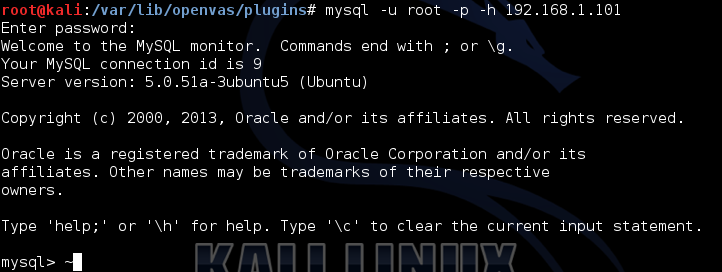 root@kali:/var/lib/openvas/plugins# mysql -u root -p -h 192.168.1.101
Enter password:
Welcome to the MySQL monitor.  Commands end with ; or \g.
Your MySQL connection id is 9
Server version: 5.0.51a-3ubuntu5 (Ubuntu)
Copyright (c) 2000, 2013, Oracle and/or its affiliates. All rights reserved.
Oracle is a registered trademark of Oracle Corporation and/or its
affiliates. Other names may be trademarks of their respective
owners.
Type 'help;' or '\h' for help. Type '\c' to clear the current input statement.
KALI LINUX
mysql> ~